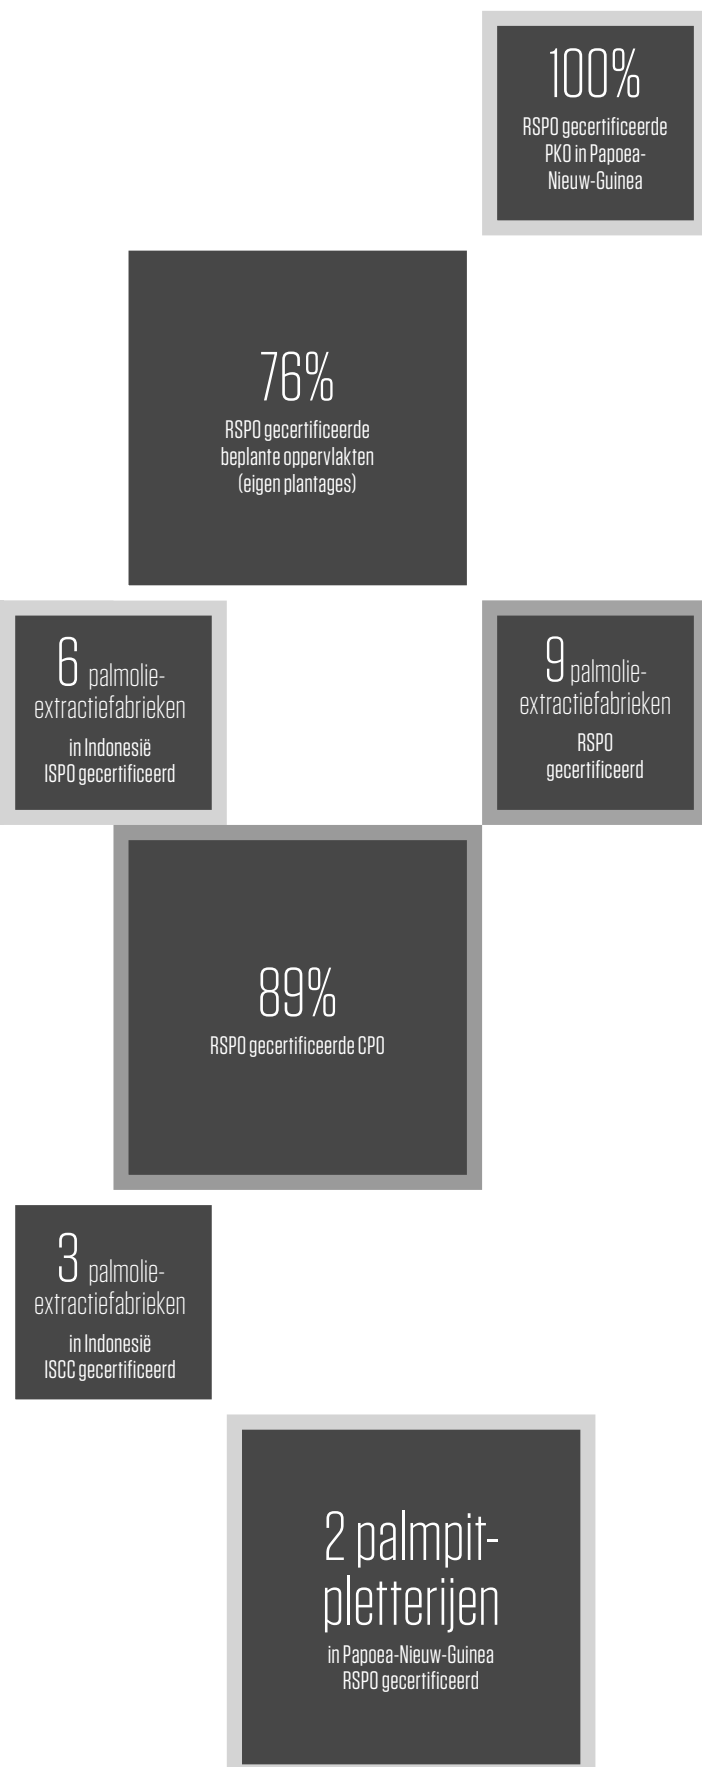 100%
RSPO gecertificeerde
PKO in Papoea-
Nieuw-Guinea
76%
RSPO gecertificeerde
beplante oppervlakten
(eigen plantages)
6 palmolie-
extractiefabrieken
in Indonesië
ISPO gecertificeerd
9 palmolie-
extractiefabrieken
RSPO
gecertificeerd
89%
RSPO gecertificeerde CPO
3 palmolie-
extractiefabrieken
in Indonesië
ISCC gecertificeerd
2 palmpit-
pletterijen
in Papoea-Nieuw-Guinea
RSPO gecertificeerd